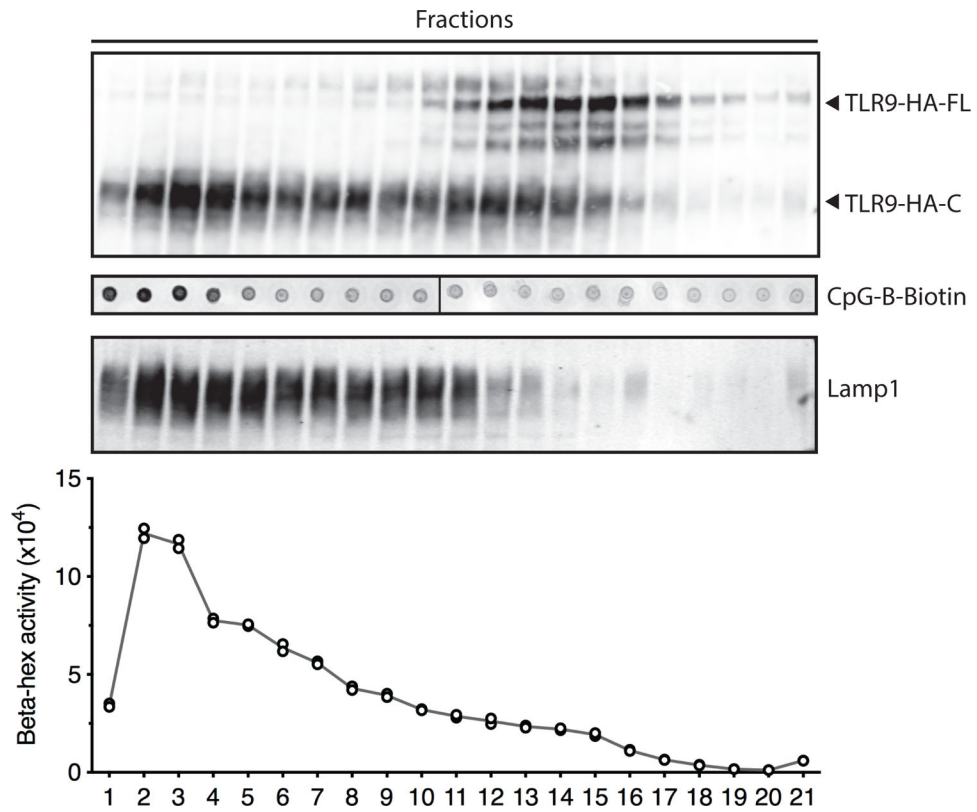 Fractions
◀ TLR9-HA-FL
◀ TLR9-HA-C
CpG-B-Biotin
Lamp1
Beta-hex activity (x10⁴)
15
10
5
0
1 2 3 4 5 6 7 8 9 10 11 12 13 14 15 16 17 18 19 20 21